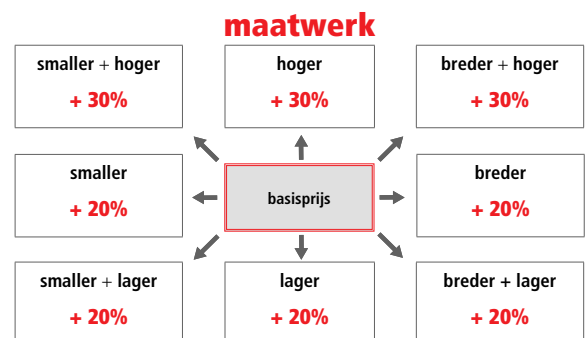 maatwerk
smaller + hoger
+ 30%
hoger
+ 30%
breder + hoger
+ 30%
smaller
+ 20%
basisprijs
breder
+ 20%
smaller + lager
+ 20%
lager
+ 20%
breder + lager
+ 20%